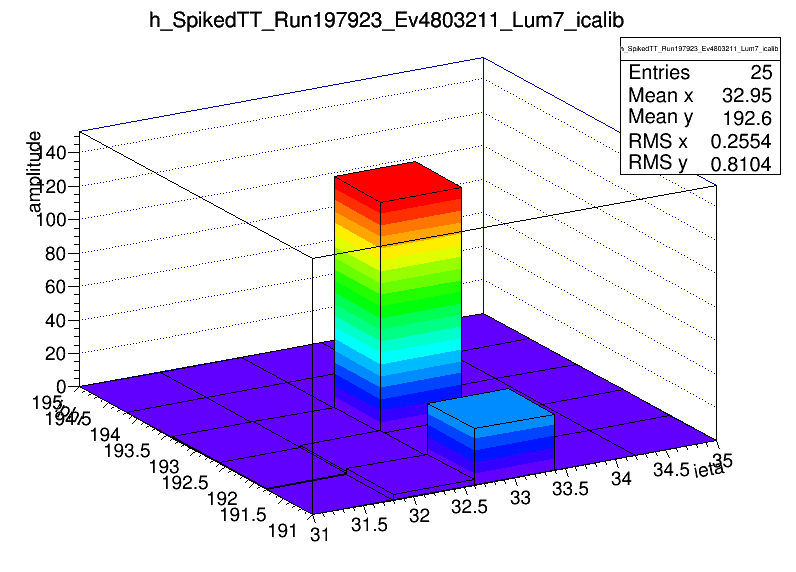 h_SpikedTT_Run197923_Ev4803211_Lum7_icalib
h_SpikedTT_Run197923_Ev4803211_Lum7_icalib
Entries 25
Mean x 32.95
Mean y 192.6
RMS x 0.2554
RMS y 0.8104
amplitude
140
120
100
80
60
40
20
0
195
194.5
194
193.5
193
192.5
192
191.5
191
31
31.5
32
32.5
33
33.5
34
34.5
35
ieta